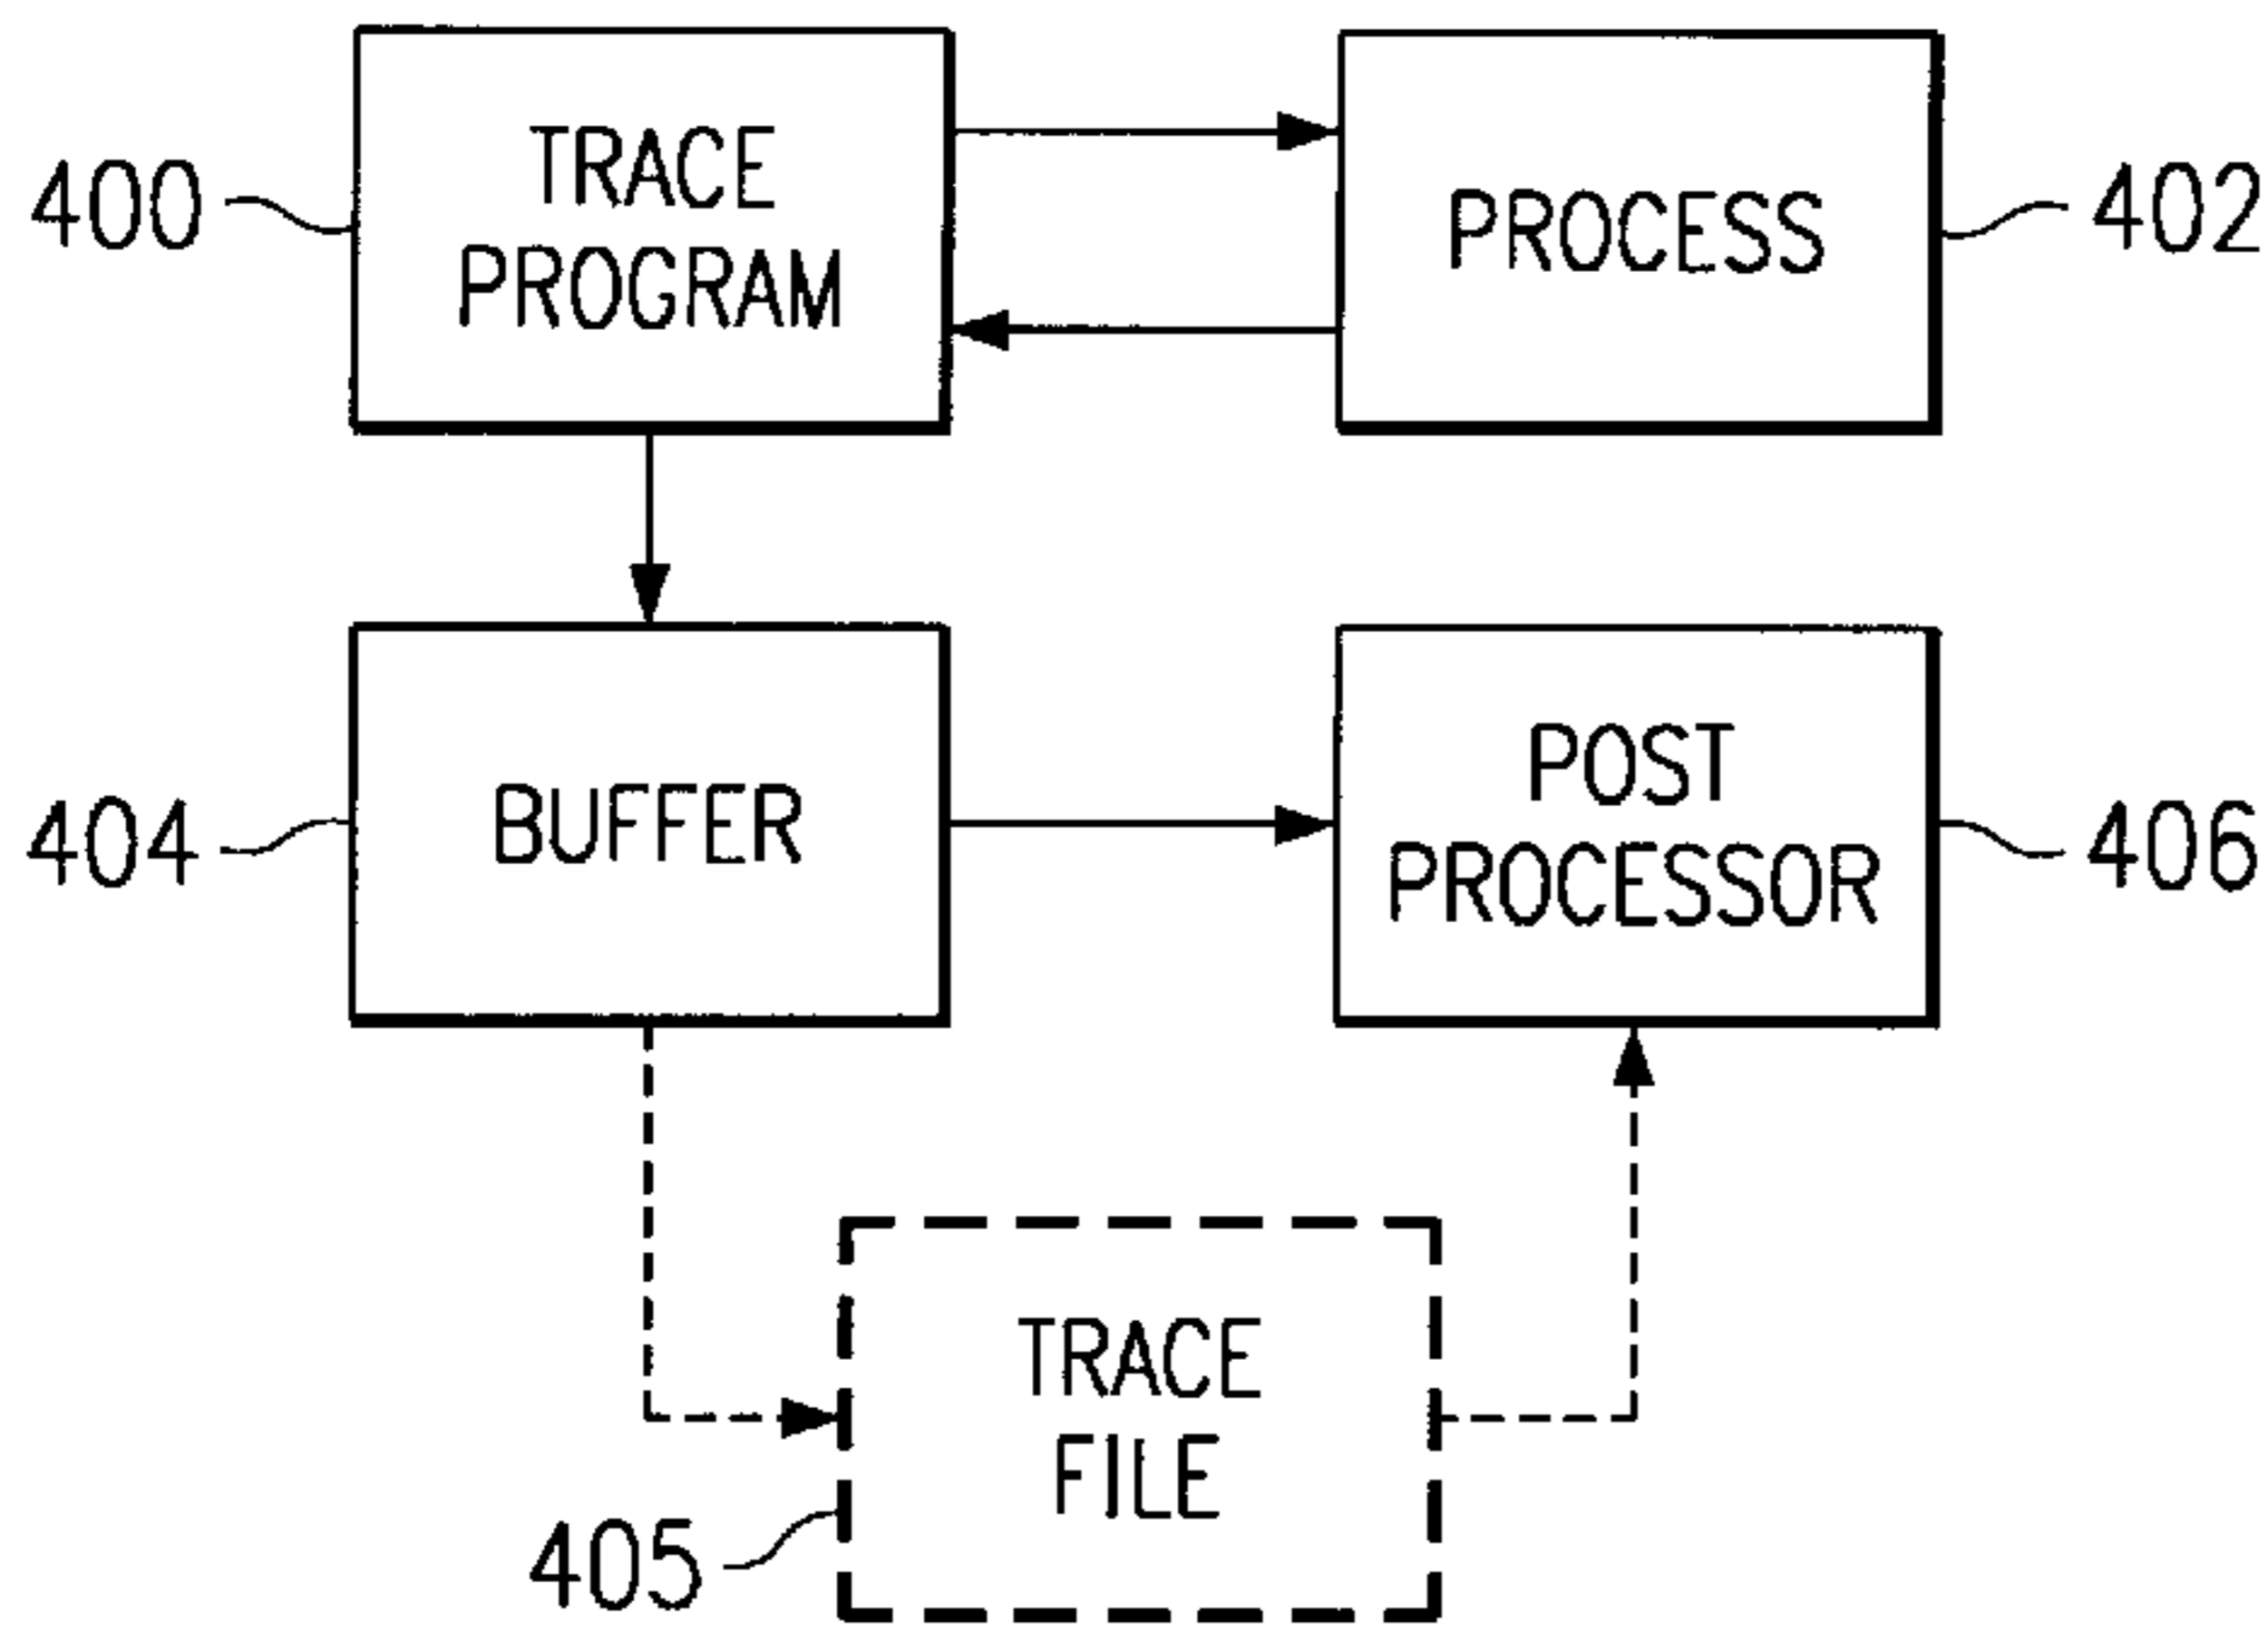 TRACE
PROGRAM
400
PROCESS
402
BUFFER
404
POST
PROCESSOR
406
TRACE
FILE
405